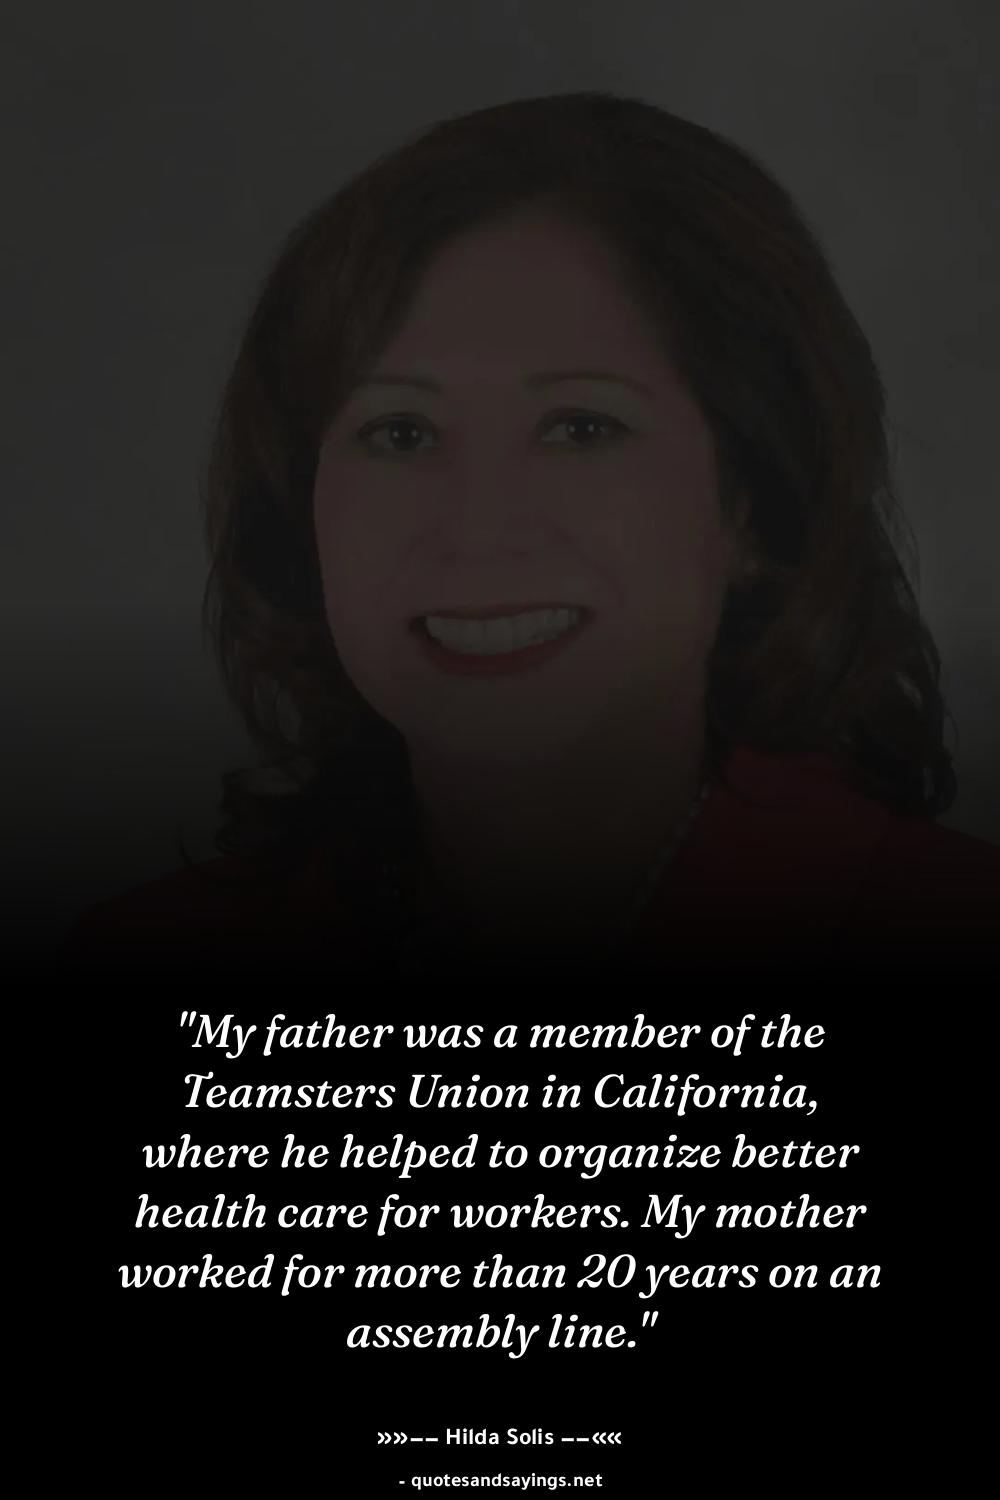 "My father was a member of the
Teamsters Union in California,
where he helped to organize better
health care for workers. My mother
worked for more than 20 years on an
assembly line."
»»−− Hilda Solis −−««
- quotesandsayings.net